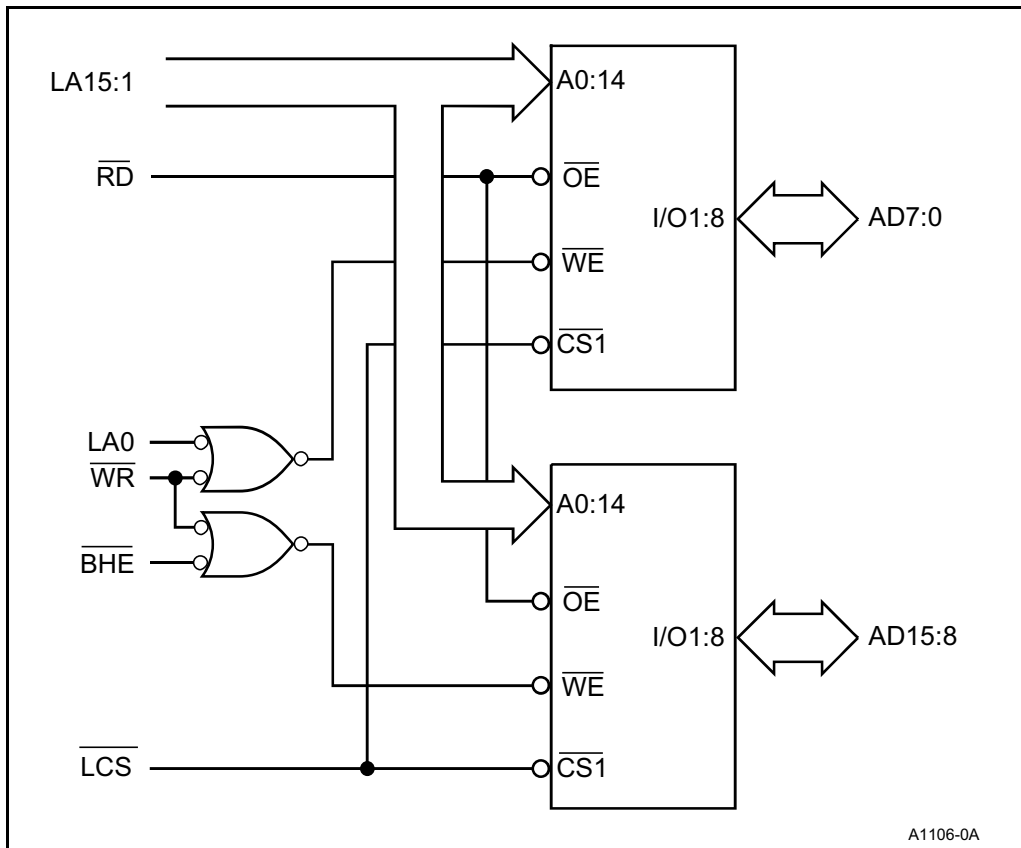 LA15:1
A0:14
RD
OE
I/O1:8
AD7:0
WE
CS1
LA0
WR
BHE
A0:14
OE
I/O1:8
AD15:8
WE
LCS
CS1
A1106-0A